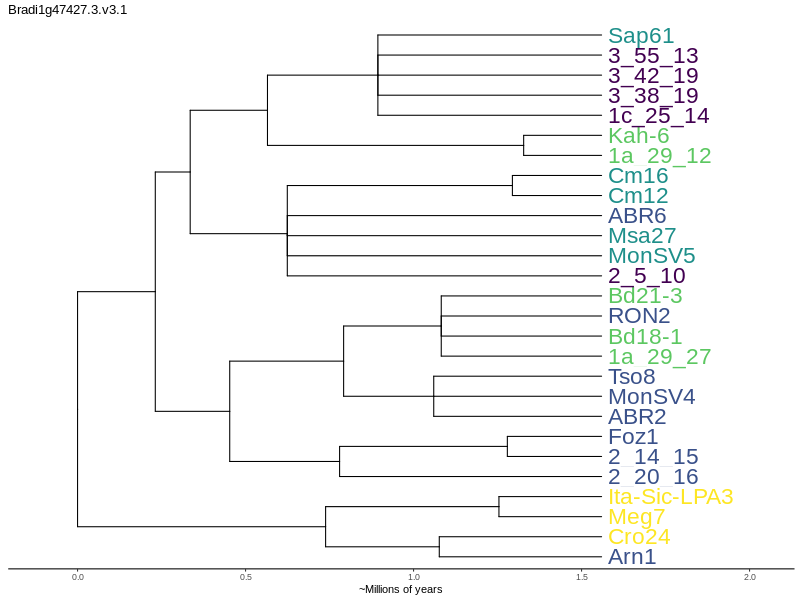 Bradi1g47427.3.v3.1
Sap61
3_55_13
3_42_19
3_38_19
1c_25_14
Kah-6
1a_29_12
Cm16
Cm12
ABR6
Msa27
MonSV5
2_5_10
Bd21-3
RON2
Bd18-1
1a_29_27
Tso8
MonSV4
ABR2
Foz1
2_14_15
2_20_16
Ita-Sic-LPA3
Meg7
Cro24
Arn1
0.0 0.5 1.0 1.5 2.0
~Millions of years